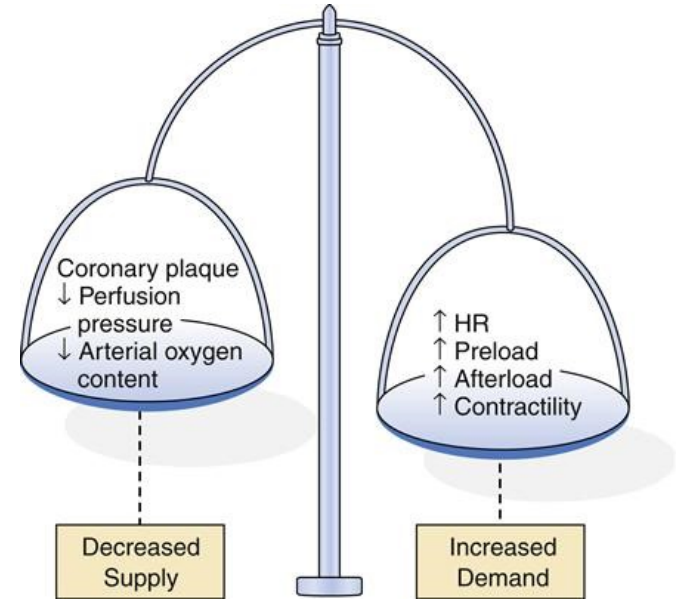 Coronary plaque
↓ Perfusion
pressure
↓ Arterial oxygen
content
↑ HR
↑ Preload
↑ Afterload
↑ Contractility
Decreased
Supply
Increased
Demand